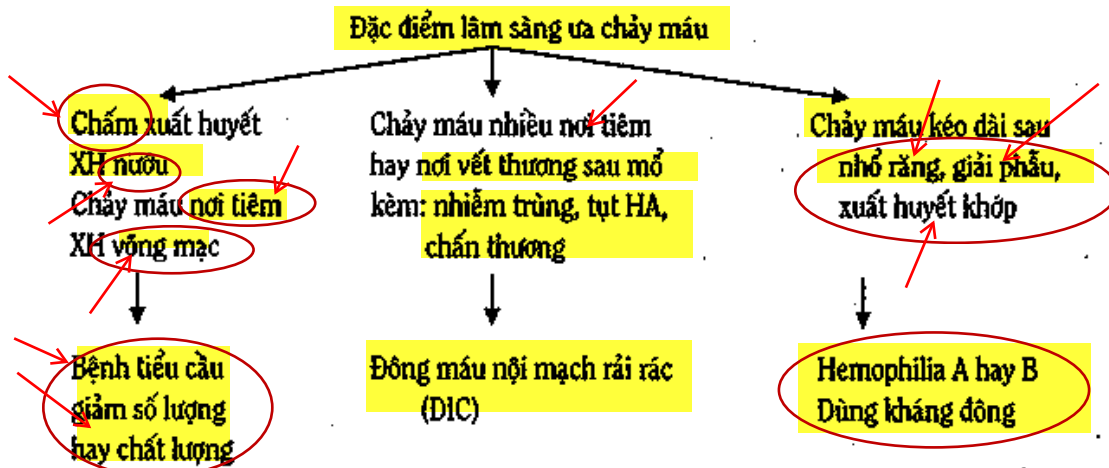 Đặc điểm lâm sàng ưa chảy máu
Chấm xuất huyết
XH nướu
Chảy máu nơi tiêm
XH võng mạc
Chảy máu nhiều nơi tiêm
hay nơi vết thương sau mổ
kèm: nhiễm trùng, tụt HA,
chấn thương
Chảy máu kéo dài sau
nhổ răng, giải phẫu,
xuất huyết khớp
Bệnh tiểu cầu
giảm số lượng
hay chất lượng
Đông máu nội mạch rải rác
(DIC)
Hemophilia A hay B
Dùng kháng đông